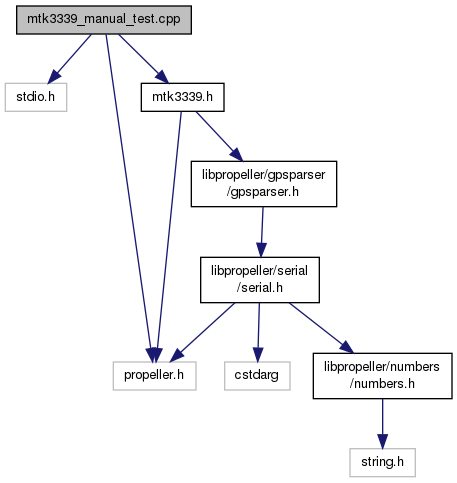 mtk3339_manual_test.cpp
stdio.h
mtk3339.h
libpropeller/gpsparser
/gpsparser.h
libpropeller/serial
/serial.h
propeller.h
cstdarg
libpropeller/numbers
/numbers.h
string.h